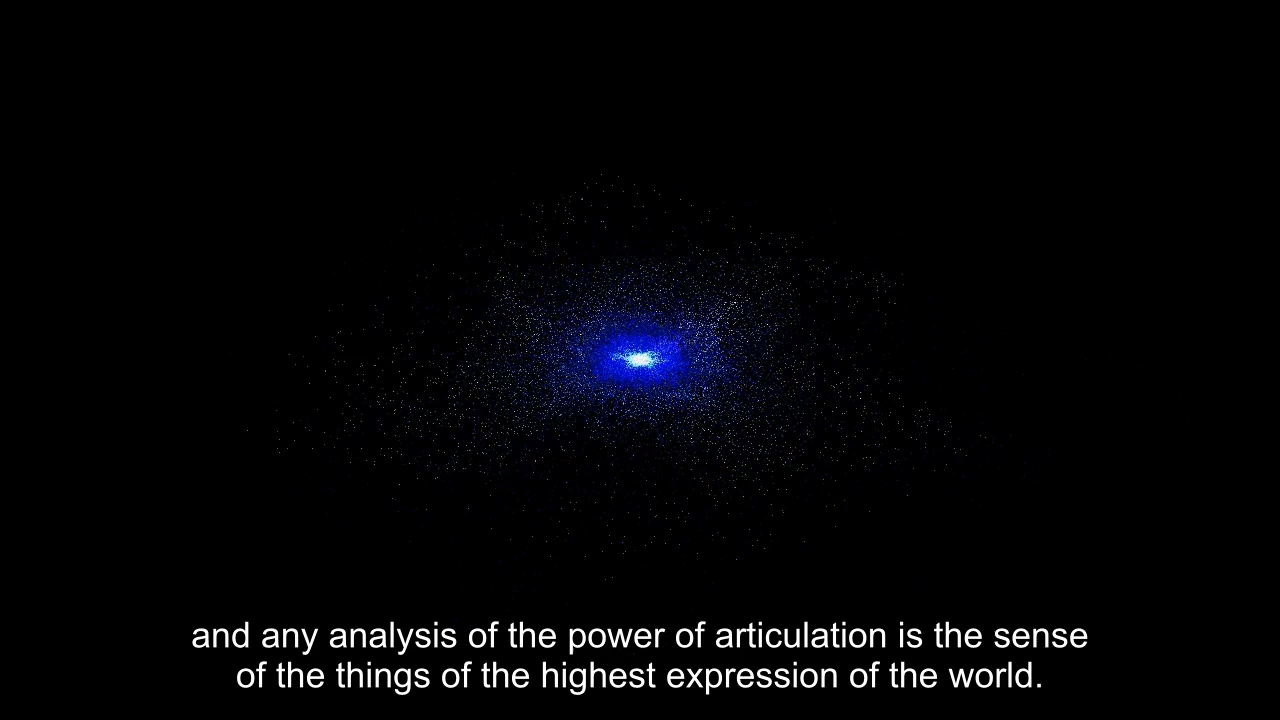 and any analysis of the power of articulation is the sense
of the things of the highest expression of the world.